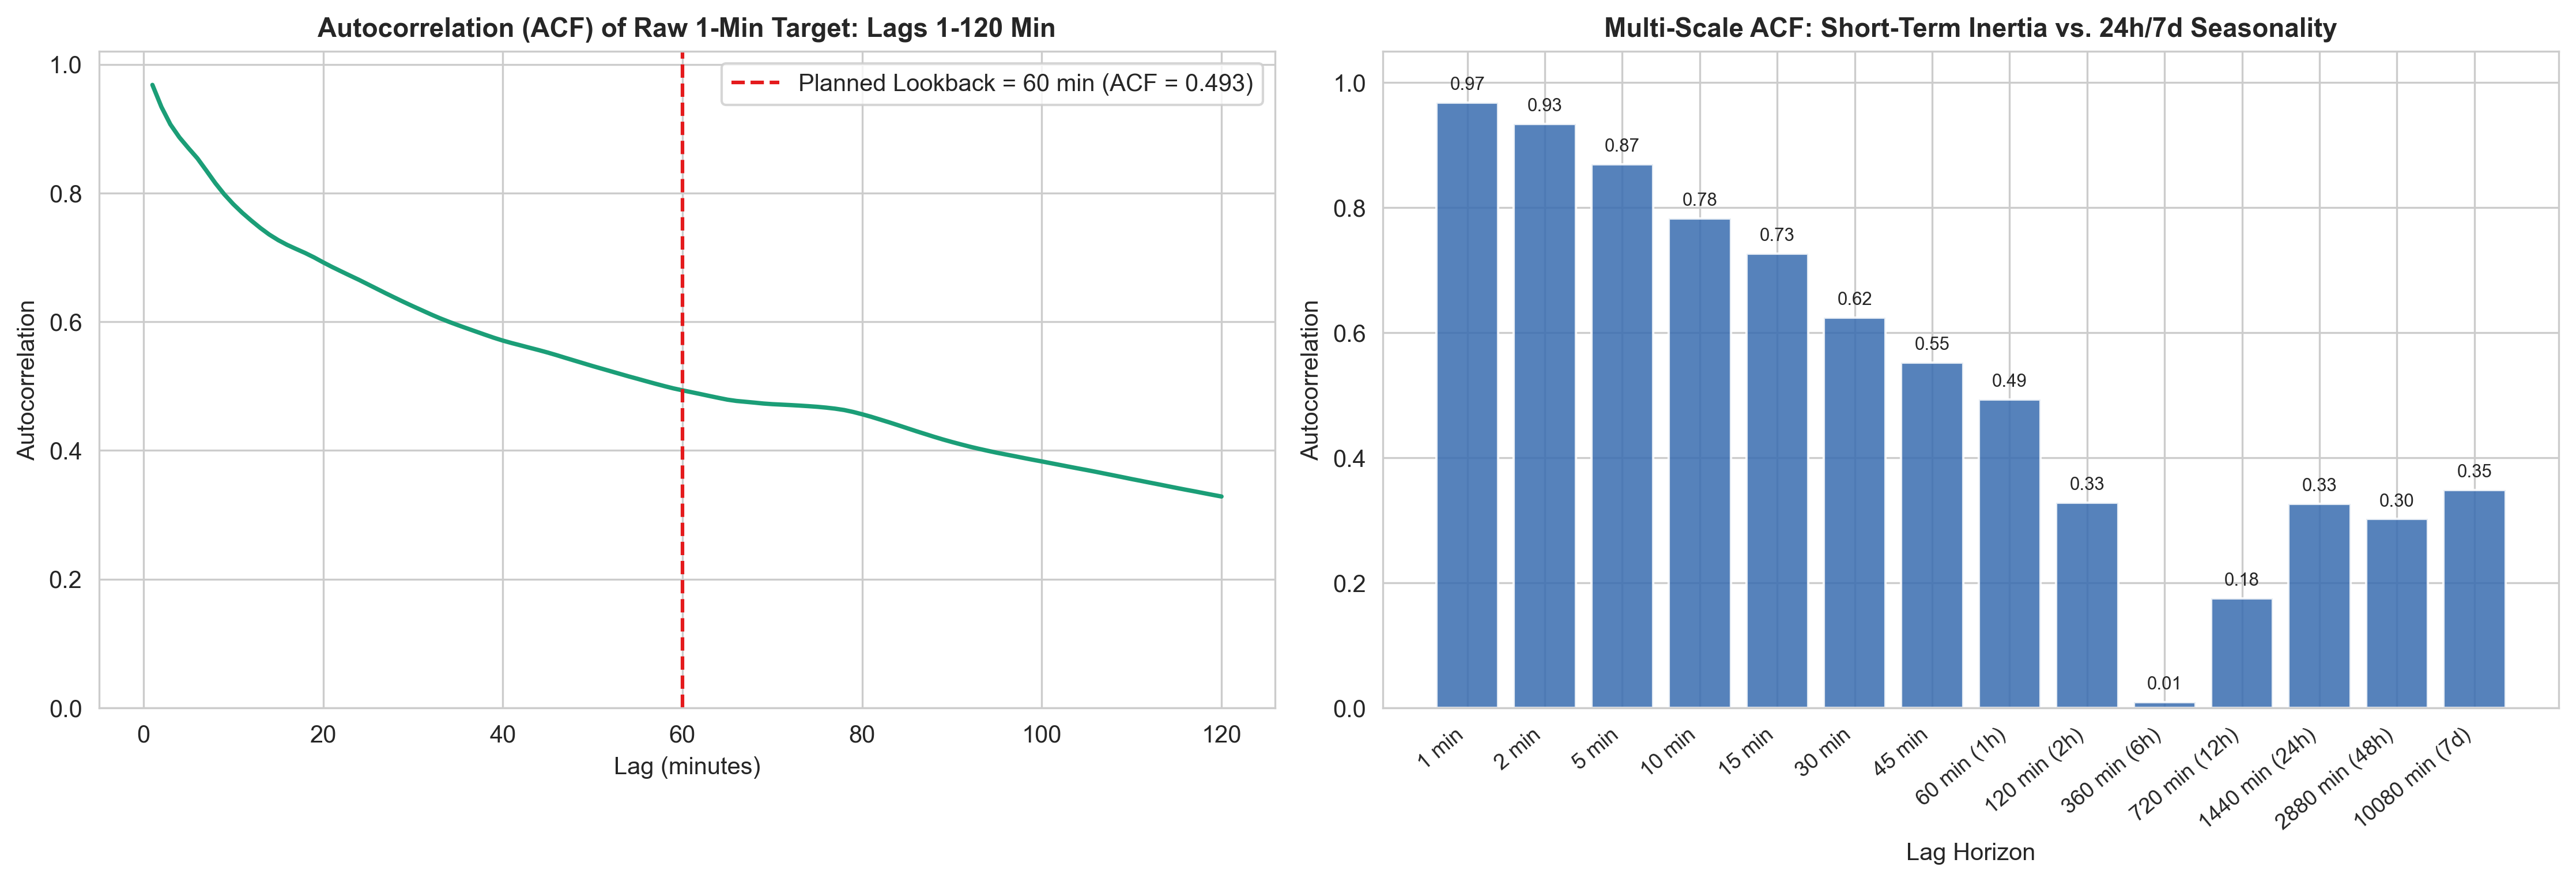 Autocorrelation (ACF) of Raw 1-Min Target: Lags 1-120 Min
Planned Lookback = 60 min (ACF = 0.493)
Autocorrelation
1.0
0.8
0.6
0.4
0.2
0.0
0
20
40
60
80
100
120
Lag (minutes)
Multi-Scale ACF: Short-Term Inertia vs. 24h/7d Seasonality
Autocorrelation
1.0
0.8
0.6
0.4
0.2
0.0
0.97
0.93
0.87
0.78
0.73
0.62
0.55
0.49
0.33
0.01
0.18
0.33
0.30
0.35
1 min
2 min
5 min
10 min
15 min
30 min
45 min
60 min (1h)
120 min (2h)
360 min (6h)
720 min (12h)
1440 min (24h)
2880 min (48h)
10080 min (7d)
Lag Horizon